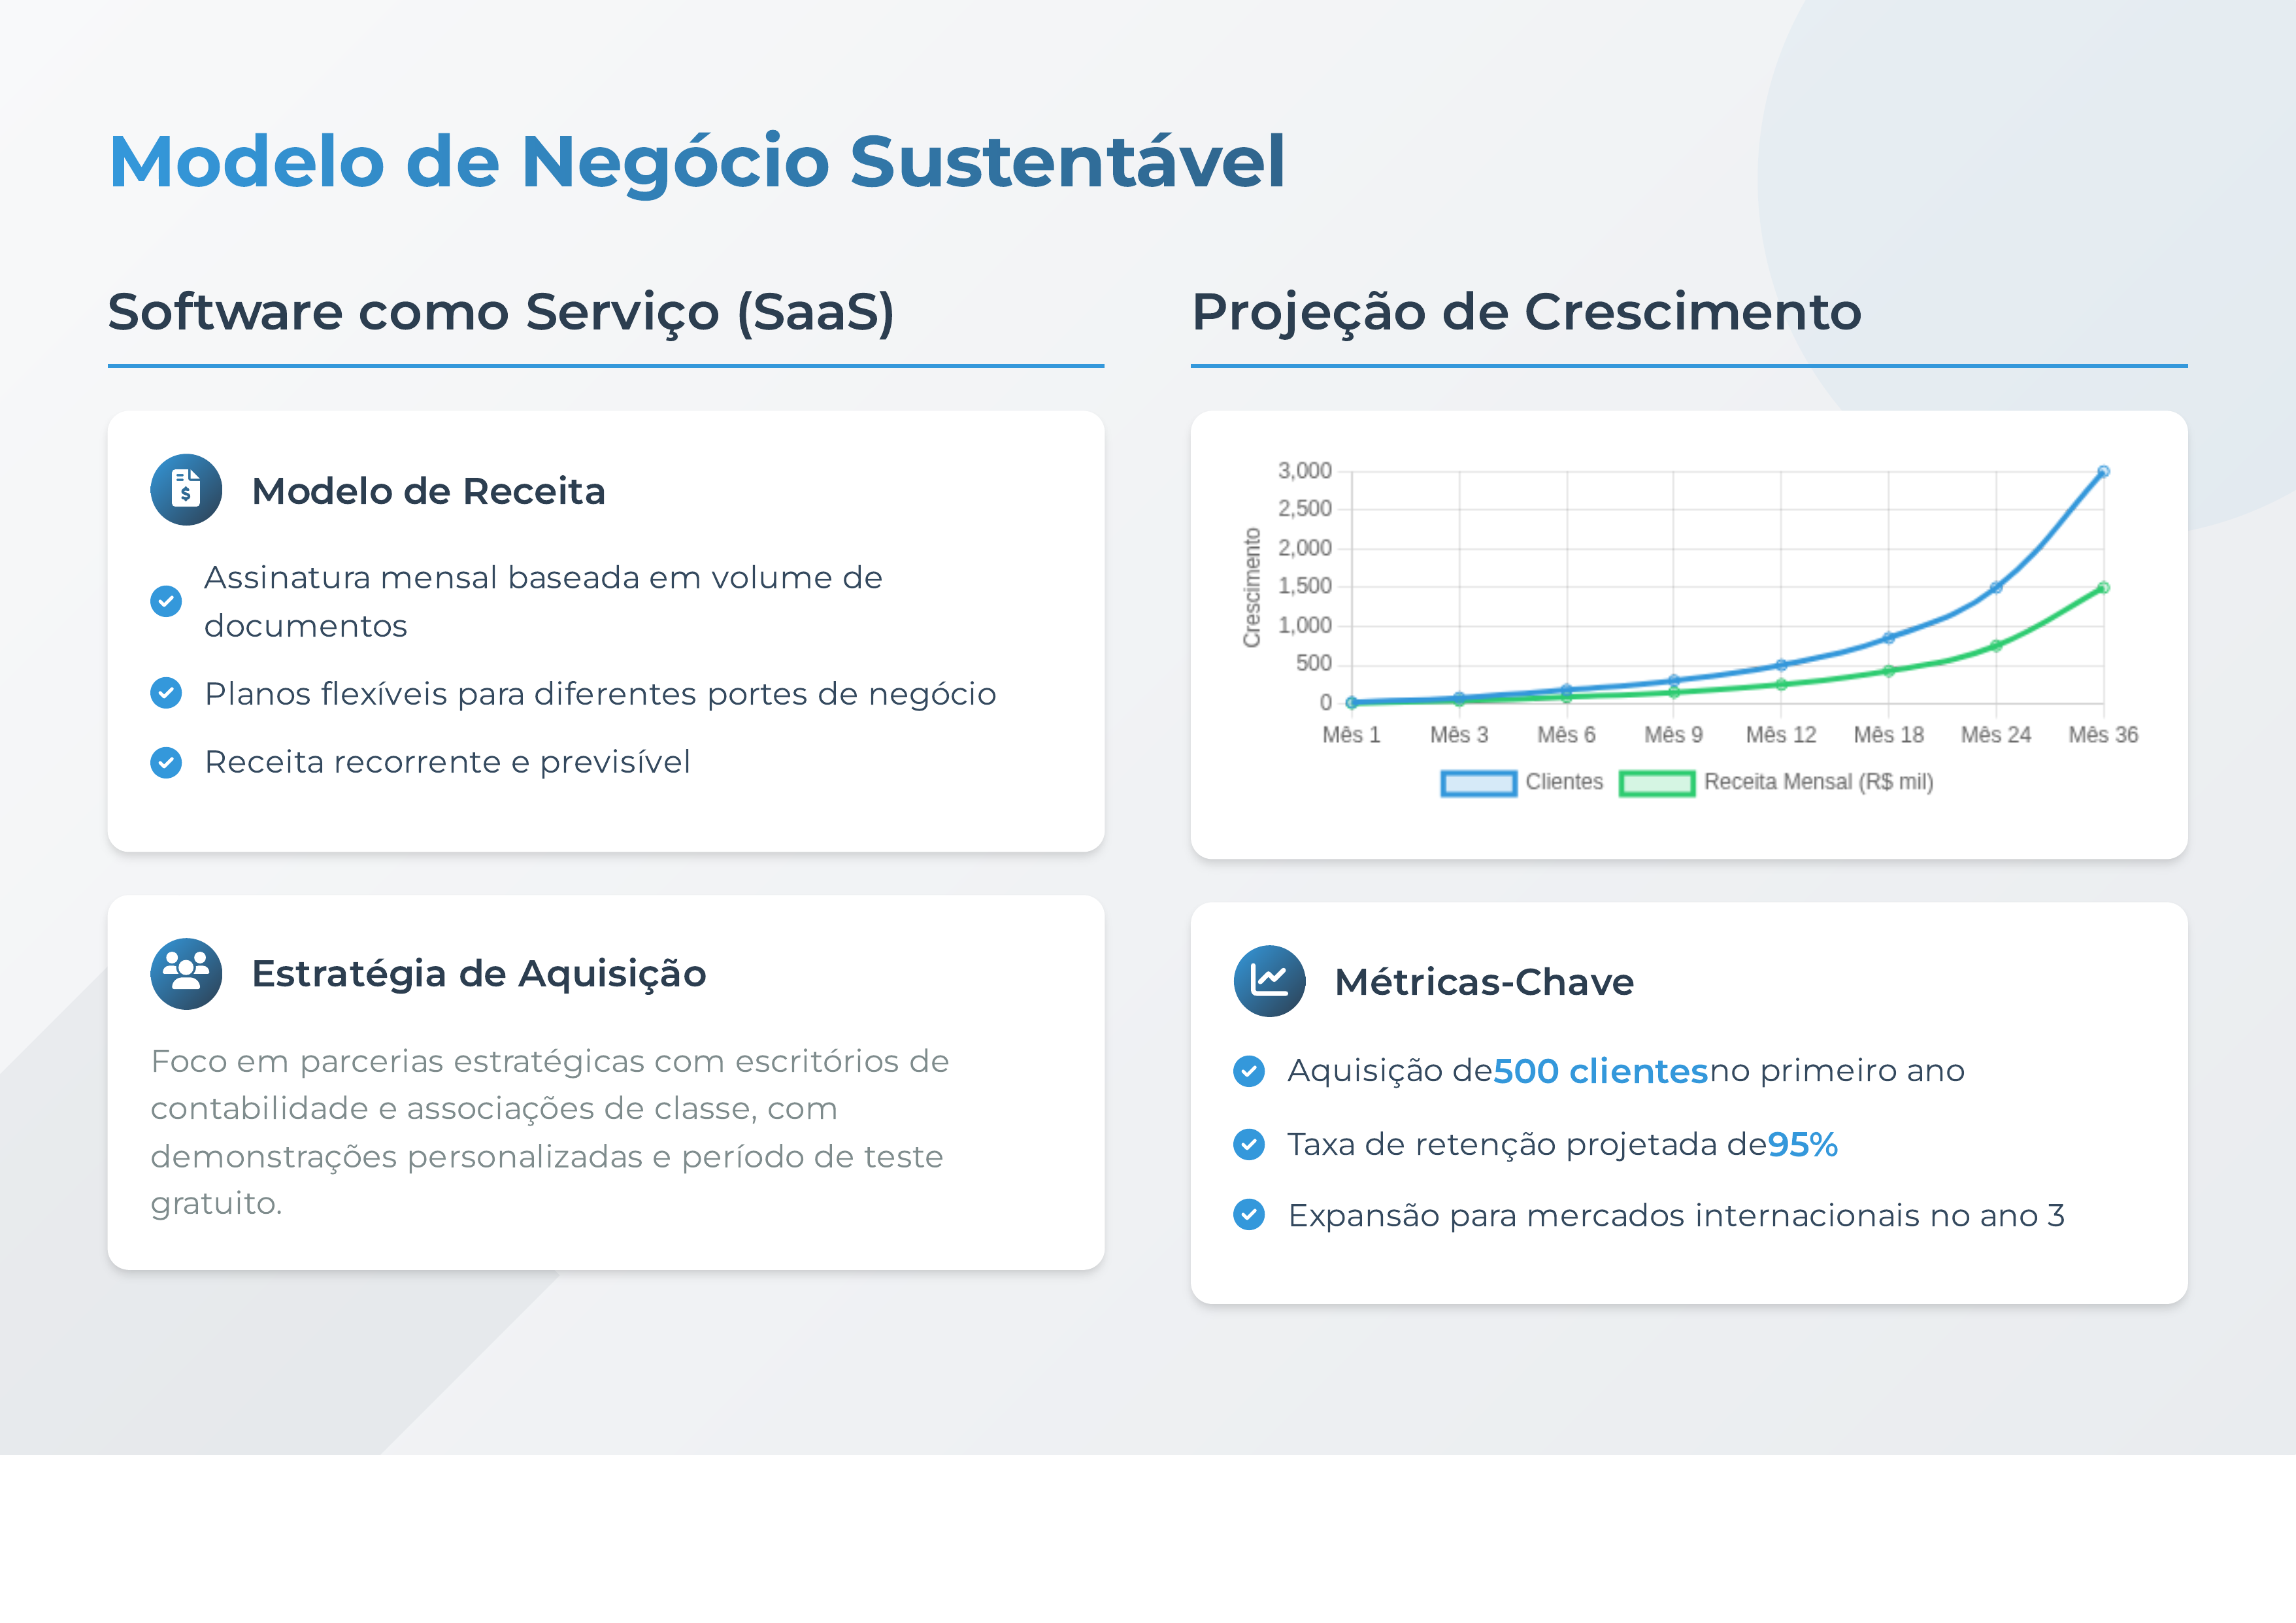 Modelo de Negócio Sustentável
Software como Serviço (SaaS)
Modelo de Receita
Assinatura mensal baseada em volume de
documentos
Planos flexíveis para diferentes portes de negócio
Receita recorrente e previsível
Estratégia de Aquisição
Foco em parcerias estratégicas com escritórios de
contabilidade e associações de classe, com
demonstrações personalizadas e período de teste
gratuito.
Projeção de Crescimento
Crescimento
3,000
2,500
2,000
1,500
1,000
500
0
Mês 1 Mês 3 Mês 6 Mês 9 Mês 12 Mês 18 Mês 24 Mês 36
Clientes Receita Mensal (R$ mil)
Métricas-Chave
Aquisição de500 clientesno primeiro ano
Taxa de retenção projetada de95%
Expansão para mercados internacionais no ano 3